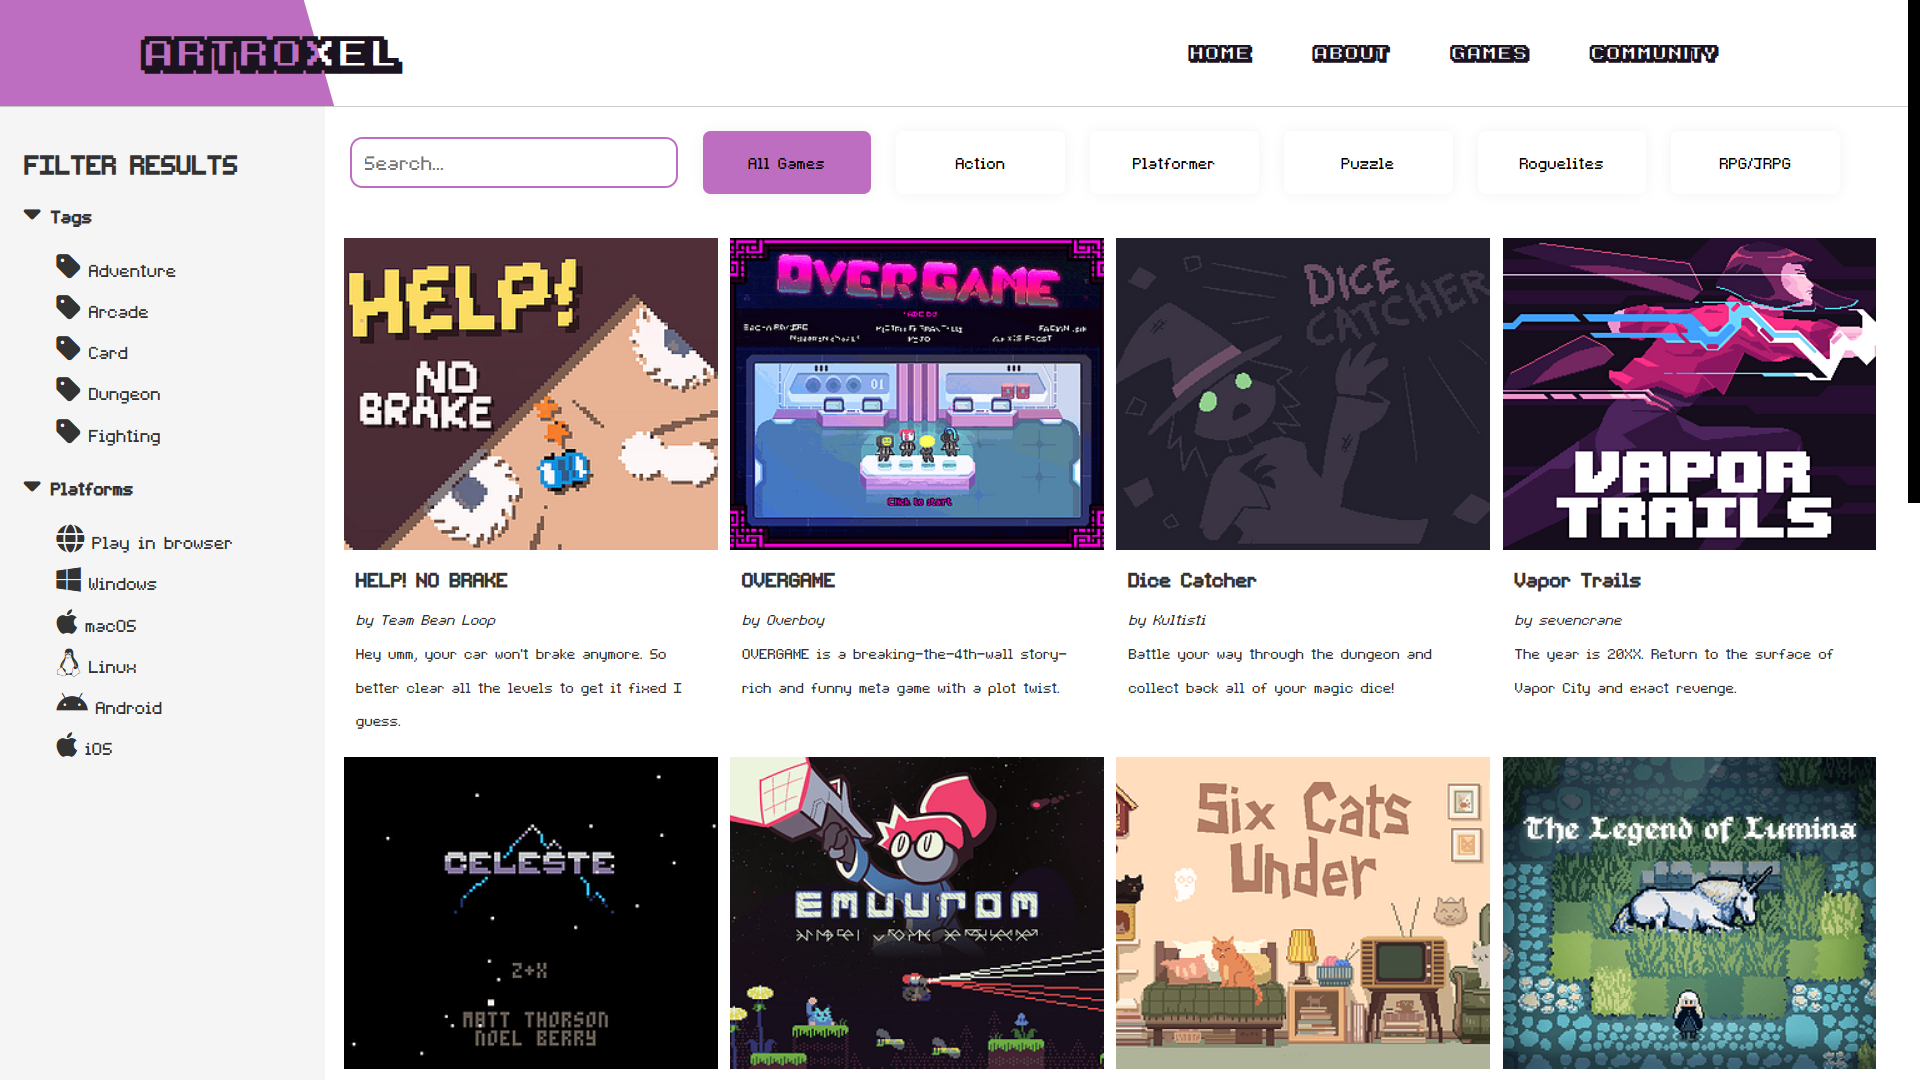 ARTROXEL
HOME
ABOUT
GAMES
COMMUNITY
FILTER RESULTS
Tags
Adventure
Arcade
Card
Dungeon
Fighting
Platforms
Play in browser
Windows
macOS
Linux
Android
iOS
Search...
All Games
Action
Platformer
Puzzle
Roguelites
RPG/JRPG
HELP!
NO
BRAKE
HELP! NO BRAKE
by Team Bean Loop
Hey umm, your car won't brake anymore. So
better clear all the levels to get it fixed I
guess.
OVERGAME
01
Click to start
OVERGAME
by Overboy
OVERGAME is a breaking-the-4th-wall story-
rich and funny meta game with a plot twist.
DICE
CATCHER
Dice Catcher
by Kultisti
Battle your way through the dungeon and
collect back all of your magic dice!
VAPOR
TRAILS
Vapor Trails
by sevencrane
The year is 20XX. Return to the surface of
Vapor City and exact revenge.
CELESTE
Z+X
MATT THORSON
NOEL BERRY
EMUUROM
Six Cats
Under
The Legend of Lumina